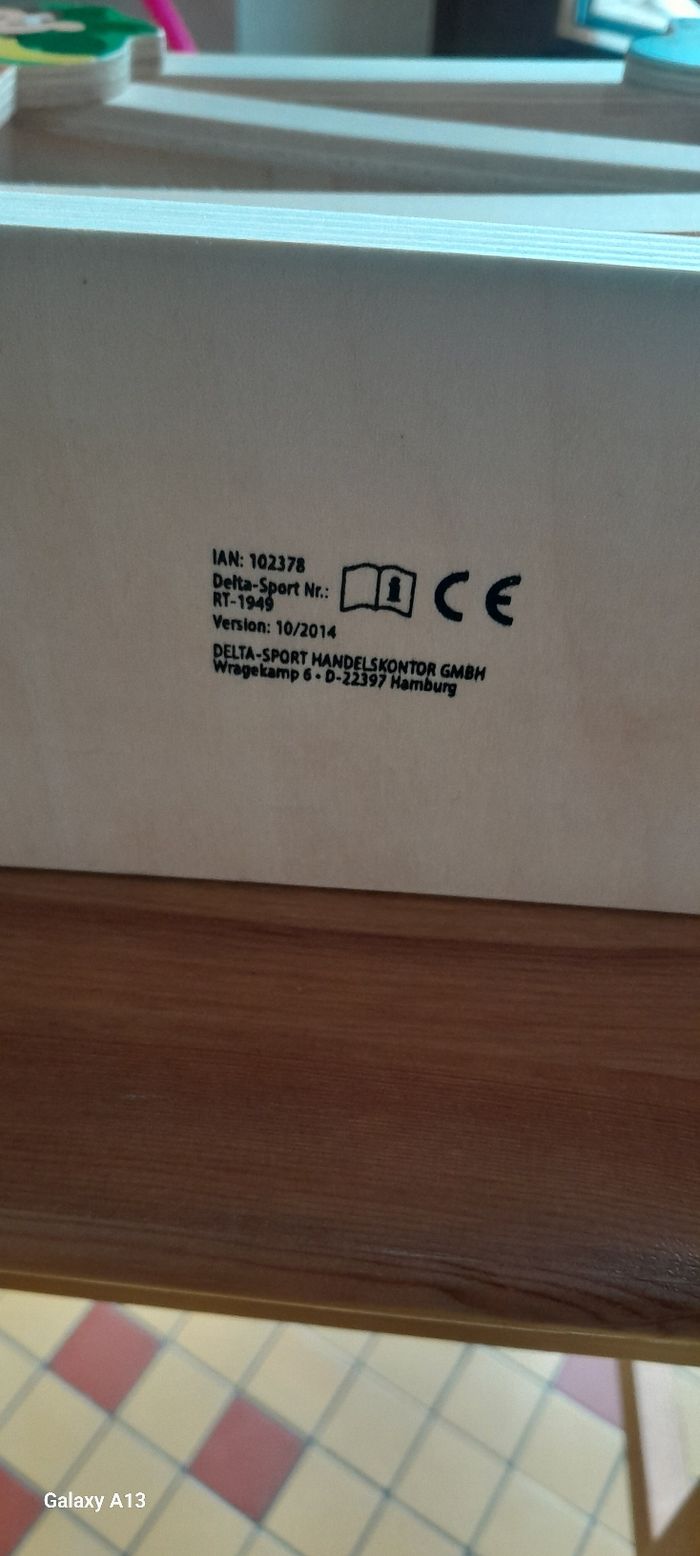 IAN: 102378
Delta-Sport Nr.:
RT-1949
Version: 10/2014
CE
DELTA-SPORT HANDELSKONTOR GMBH
Wragekamp 6 • D-22397 Hamburg
Galaxy A13